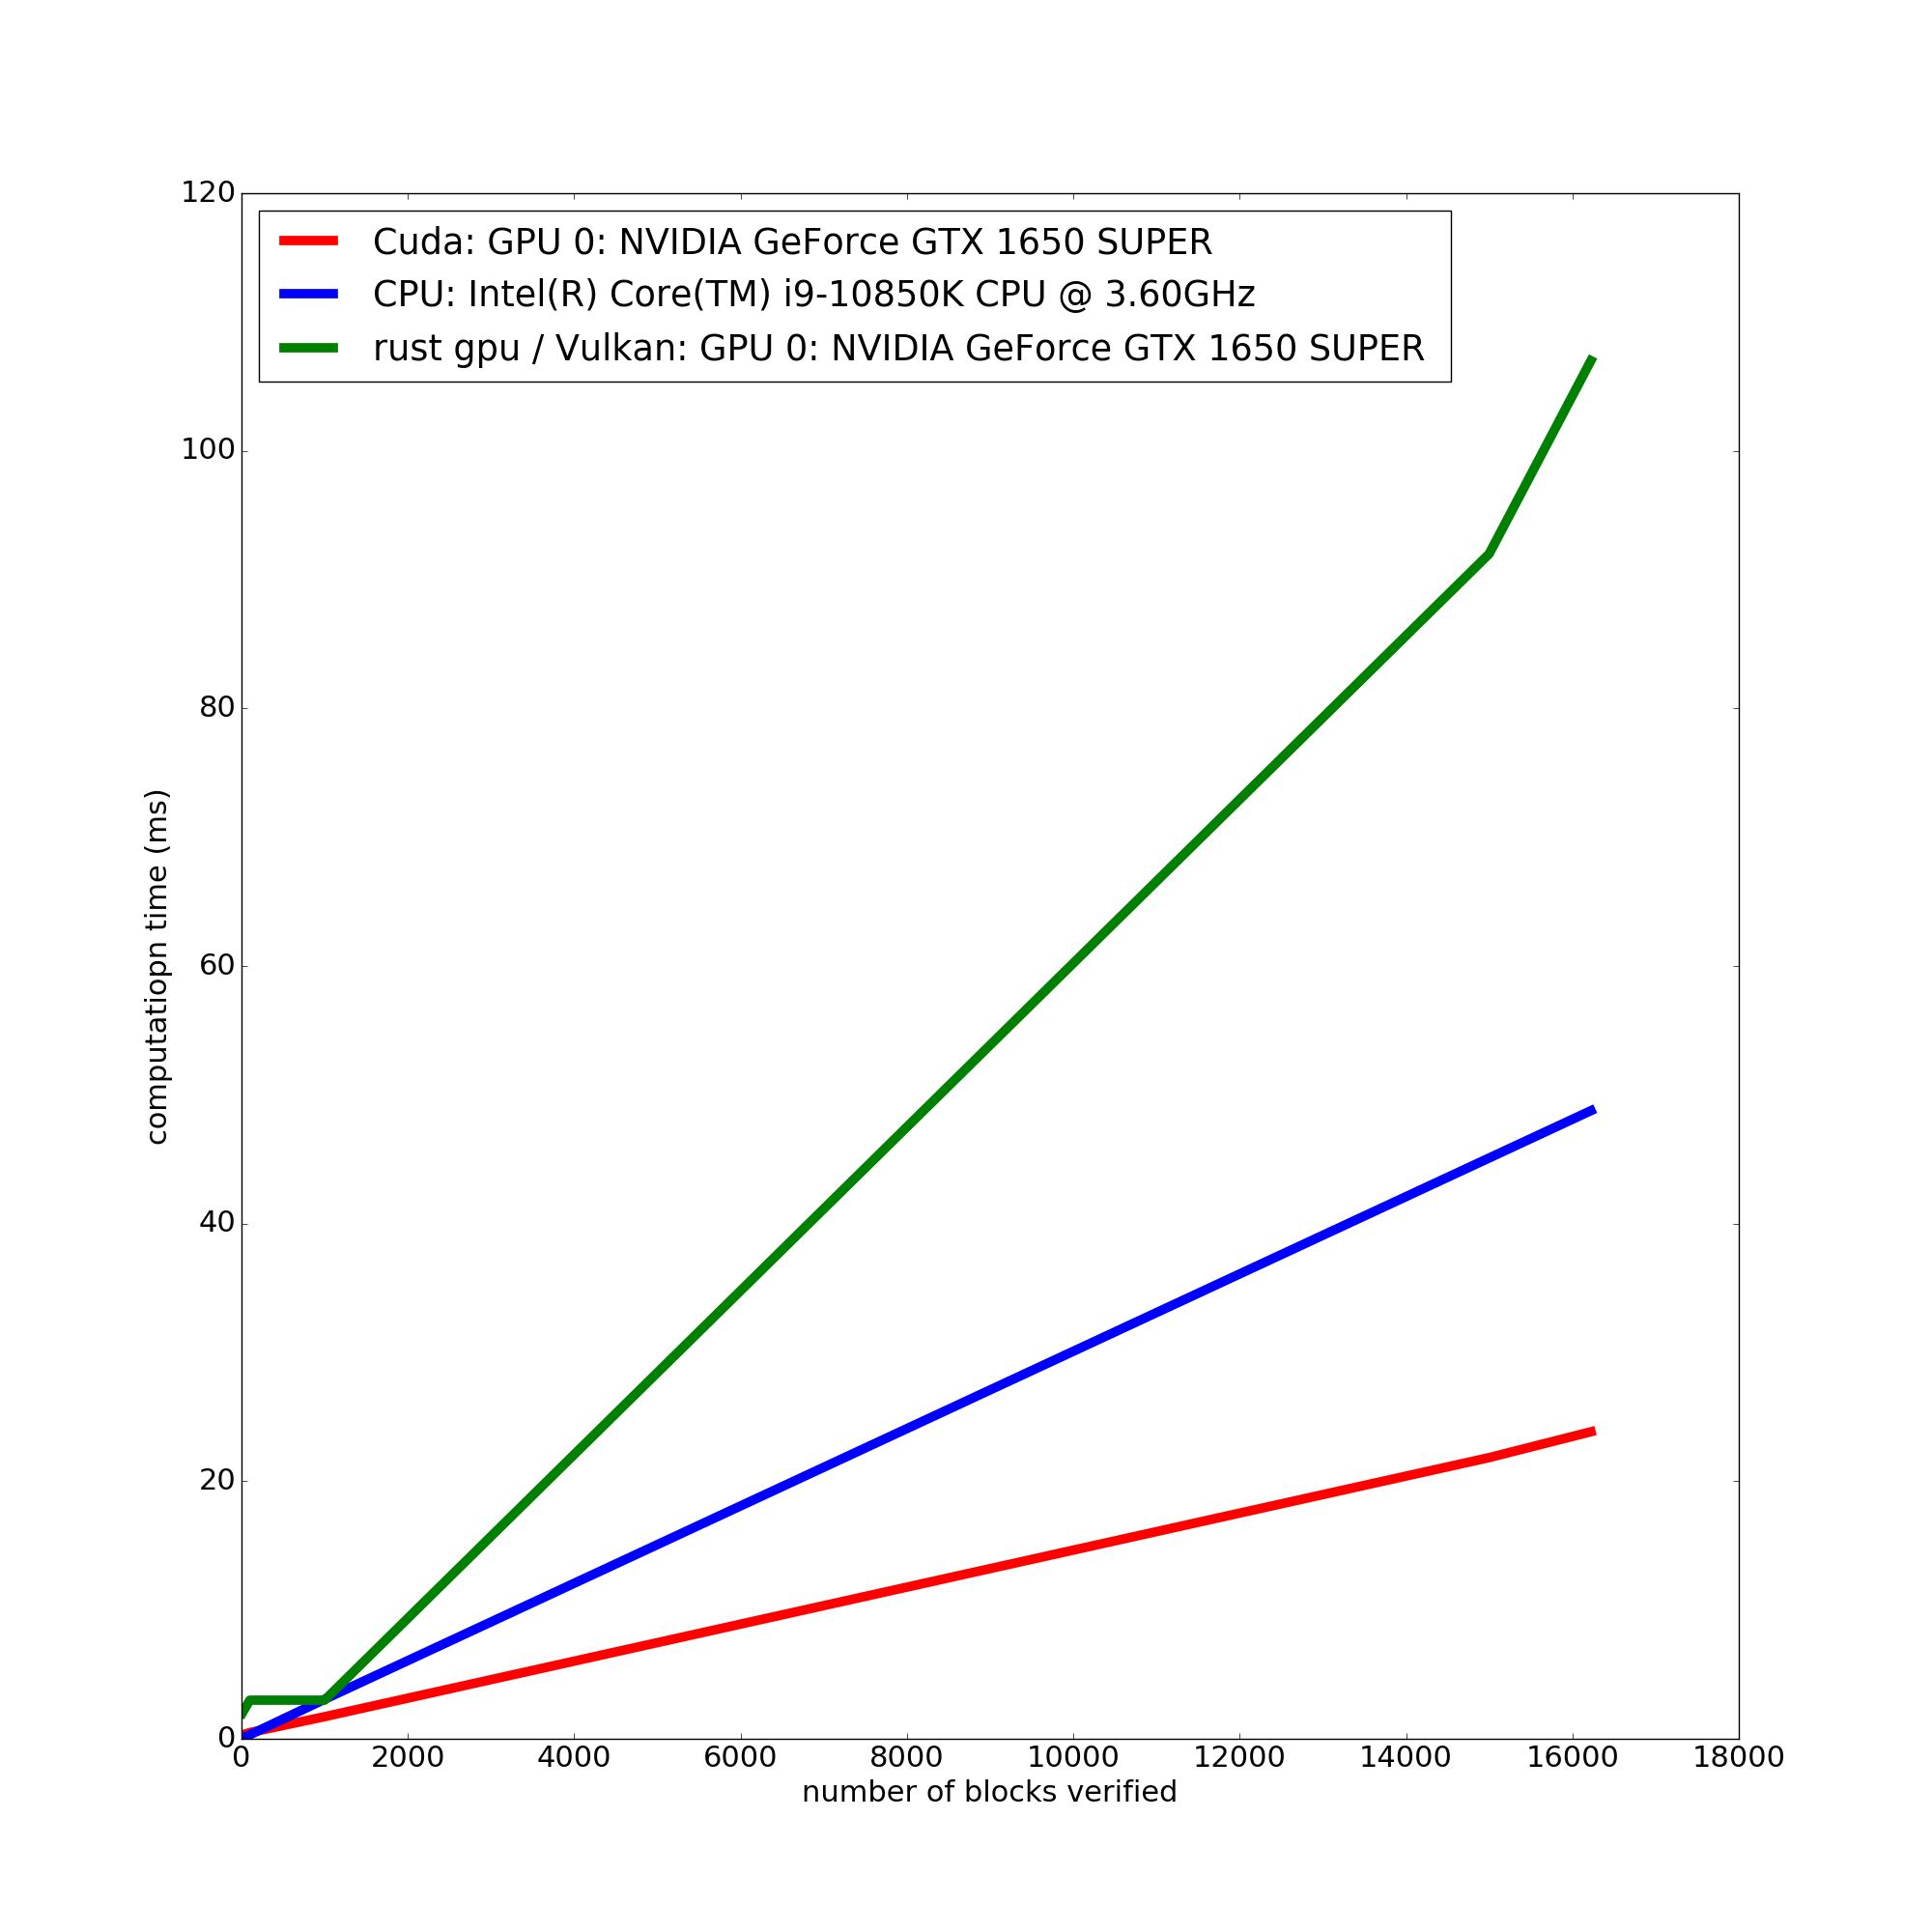 120
100
80
60
40
20
0
Cuda: GPU 0: NVIDIA GeForce GTX 1650 SUPER
CPU: Intel(R) Core(TM) i9-10850K CPU @ 3.60GHz
rust gpu / Vulkan: GPU 0: NVIDIA GeForce GTX 1650 SUPER
computatiopn time (ms)
0 2000 4000 6000 8000 10000 12000 14000 16000 18000
number of blocks verified